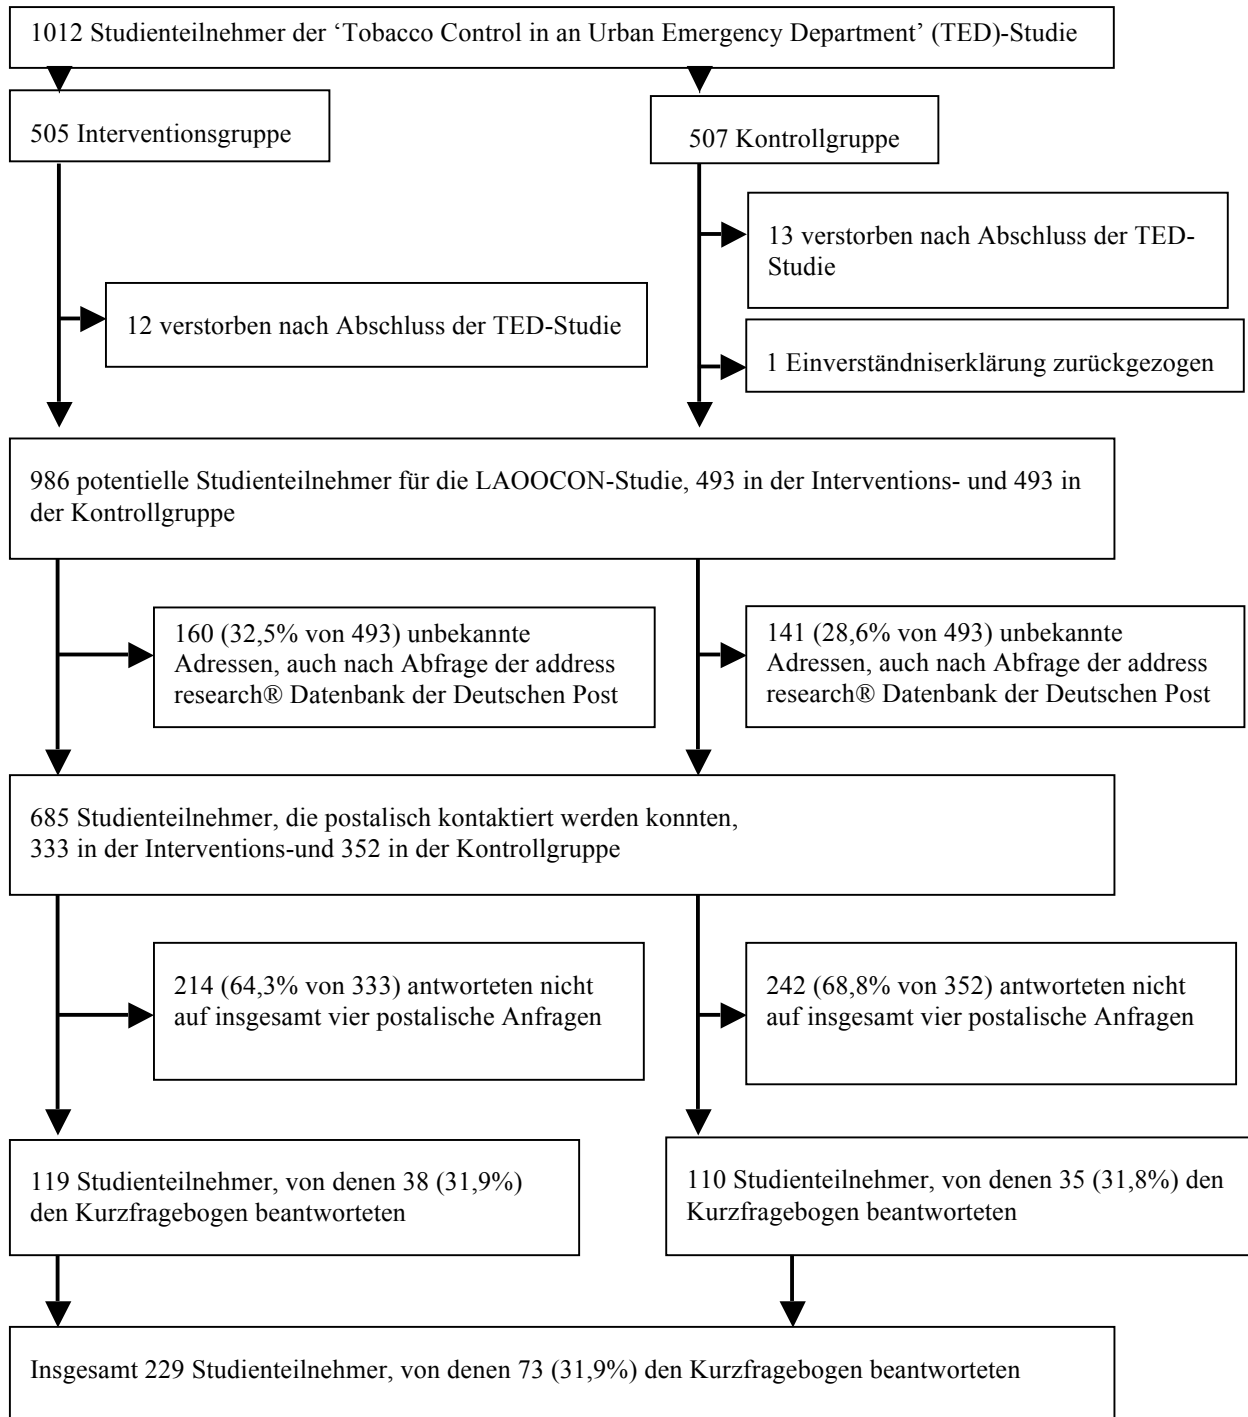 1012 Studienteilnehmer der ‘Tobacco Control in an Urban Emergency Department’ (TED)-Studie
505 Interventionsgruppe
507 Kontrollgruppe
13 verstorben nach Abschluss der TED-
Studie
12 verstorben nach Abschluss der TED-Studie
1 Einverständniserklärung zurückgezogen
986 potentielle Studienteilnehmer für die LAOOCON-Studie, 493 in der Interventions- und 493 in
der Kontrollgruppe
160 (32,5% von 493) unbekannte
Adressen, auch nach Abfrage der address
research® Datenbank der Deutschen Post
141 (28,6% von 493) unbekannte
Adressen, auch nach Abfrage der address
research® Datenbank der Deutschen Post
685 Studienteilnehmer, die postalisch kontaktiert werden konnten,
333 in der Interventions-und 352 in der Kontrollgruppe
214 (64,3% von 333) antworteten nicht
auf insgesamt vier postalische Anfragen
242 (68,8% von 352) antworteten nicht
auf insgesamt vier postalische Anfragen
119 Studienteilnehmer, von denen 38 (31,9%)
den Kurzfragebogen beantworteten
110 Studienteilnehmer, von denen 35 (31,8%) den
Kurzfragebogen beantworteten
Insgesamt 229 Studienteilnehmer, von denen 73 (31,9%) den Kurzfragebogen beantworteten